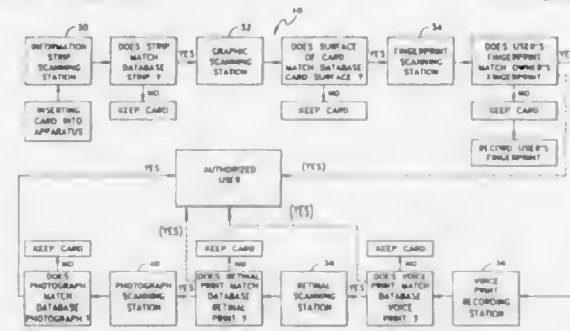 30
32
10
34
INFORMATION
STRIP
SCANNING
STATION
DOES STRIP
MATCH
DATABASE
STRIP ?
YES
GRAPHIC
SCANNING
STATION
DOES SURFACE
OF CARD
MATCH DATABASE
CARD SURFACE ?
YES
FINGERPRINT
SCANNING
STATION
DOES USER'S
FINGERPRINT
MATCH OWNER'S
FINGERPRINT
YES
INSERTING
CARD INTO
APPARATUS
NO
KEEP CARD
NO
KEEP CARD
NO
KEEP CARD
RECORD USER'S
FINGERPRINT
YES
AUTHORIZED
USER
(YES)
(YES)
(YES)
KEEP CARD
NO
DOES
PHOTOGRAPH
MATCH
DATABASE
PHOTOGRAPH ?
PHOTOGRAPH
SCANNING
STATION
YES
KEEP CARD
NO
DOES RETINAL
PRINT MATCH
DATABASE
RETINAL
PRINT ?
RETINAL
SCANNING
STATION
YES
KEEP CARD
NO
DOES VOICE
PRINT MATCH
DATABASE
VOICE
PRINT ?
VOICE
PRINT
RECORDING
STATION